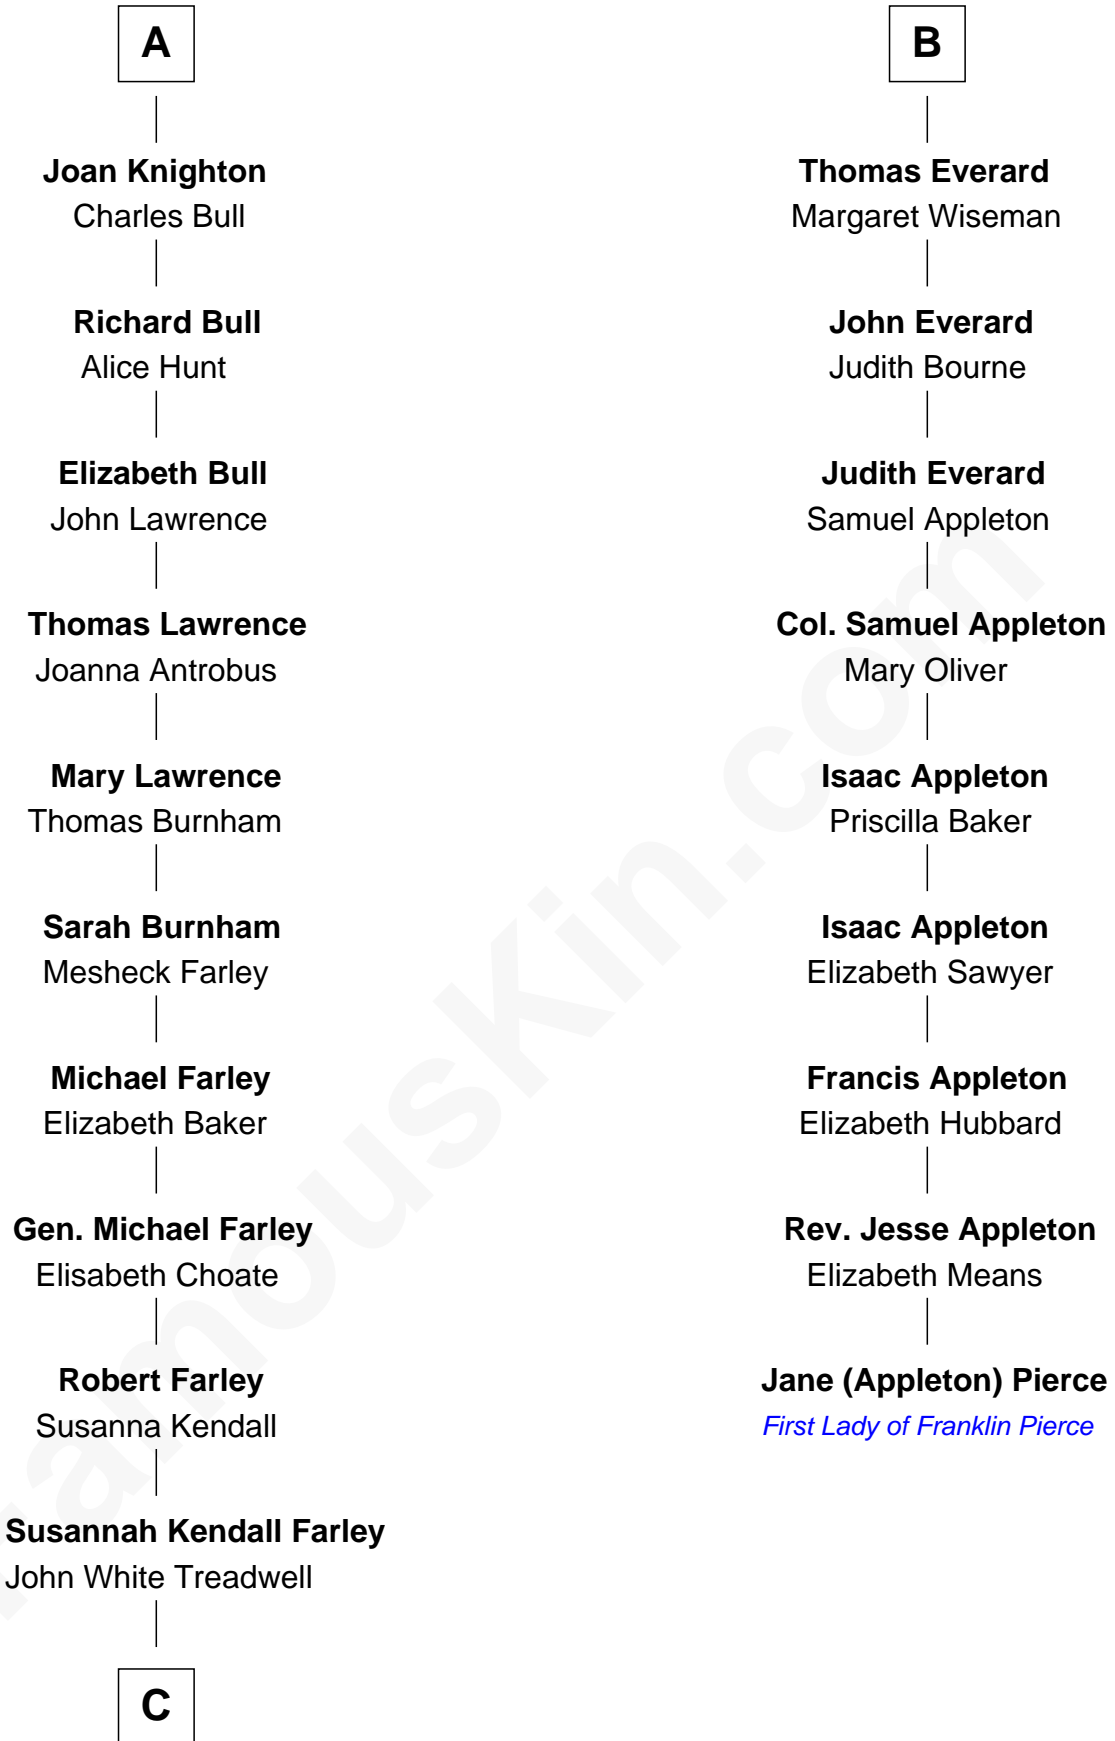 A
Joan Knighton
Charles Bull
Richard Bull
Alice Hunt
Elizabeth Bull
John Lawrence
Thomas Lawrence
Joanna Antrobus
Mary Lawrence
Thomas Burnham
Sarah Burnham
Mesheck Farley
Michael Farley
Elizabeth Baker
Gen. Michael Farley
Elisabeth Choate
Robert Farley
Susanna Kendall
Susannah Kendall Farley
John White Treadwell
C
B
Thomas Everard
Margaret Wiseman
John Everard
Judith Bourne
Judith Everard
Samuel Appleton
Col. Samuel Appleton
Mary Oliver
Isaac Appleton
Priscilla Baker
Isaac Appleton
Elizabeth Sawyer
Francis Appleton
Elizabeth Hubbard
Rev. Jesse Appleton
Elizabeth Means
Jane (Appleton) Pierce
First Lady of Franklin Pierce
FamousKin.com